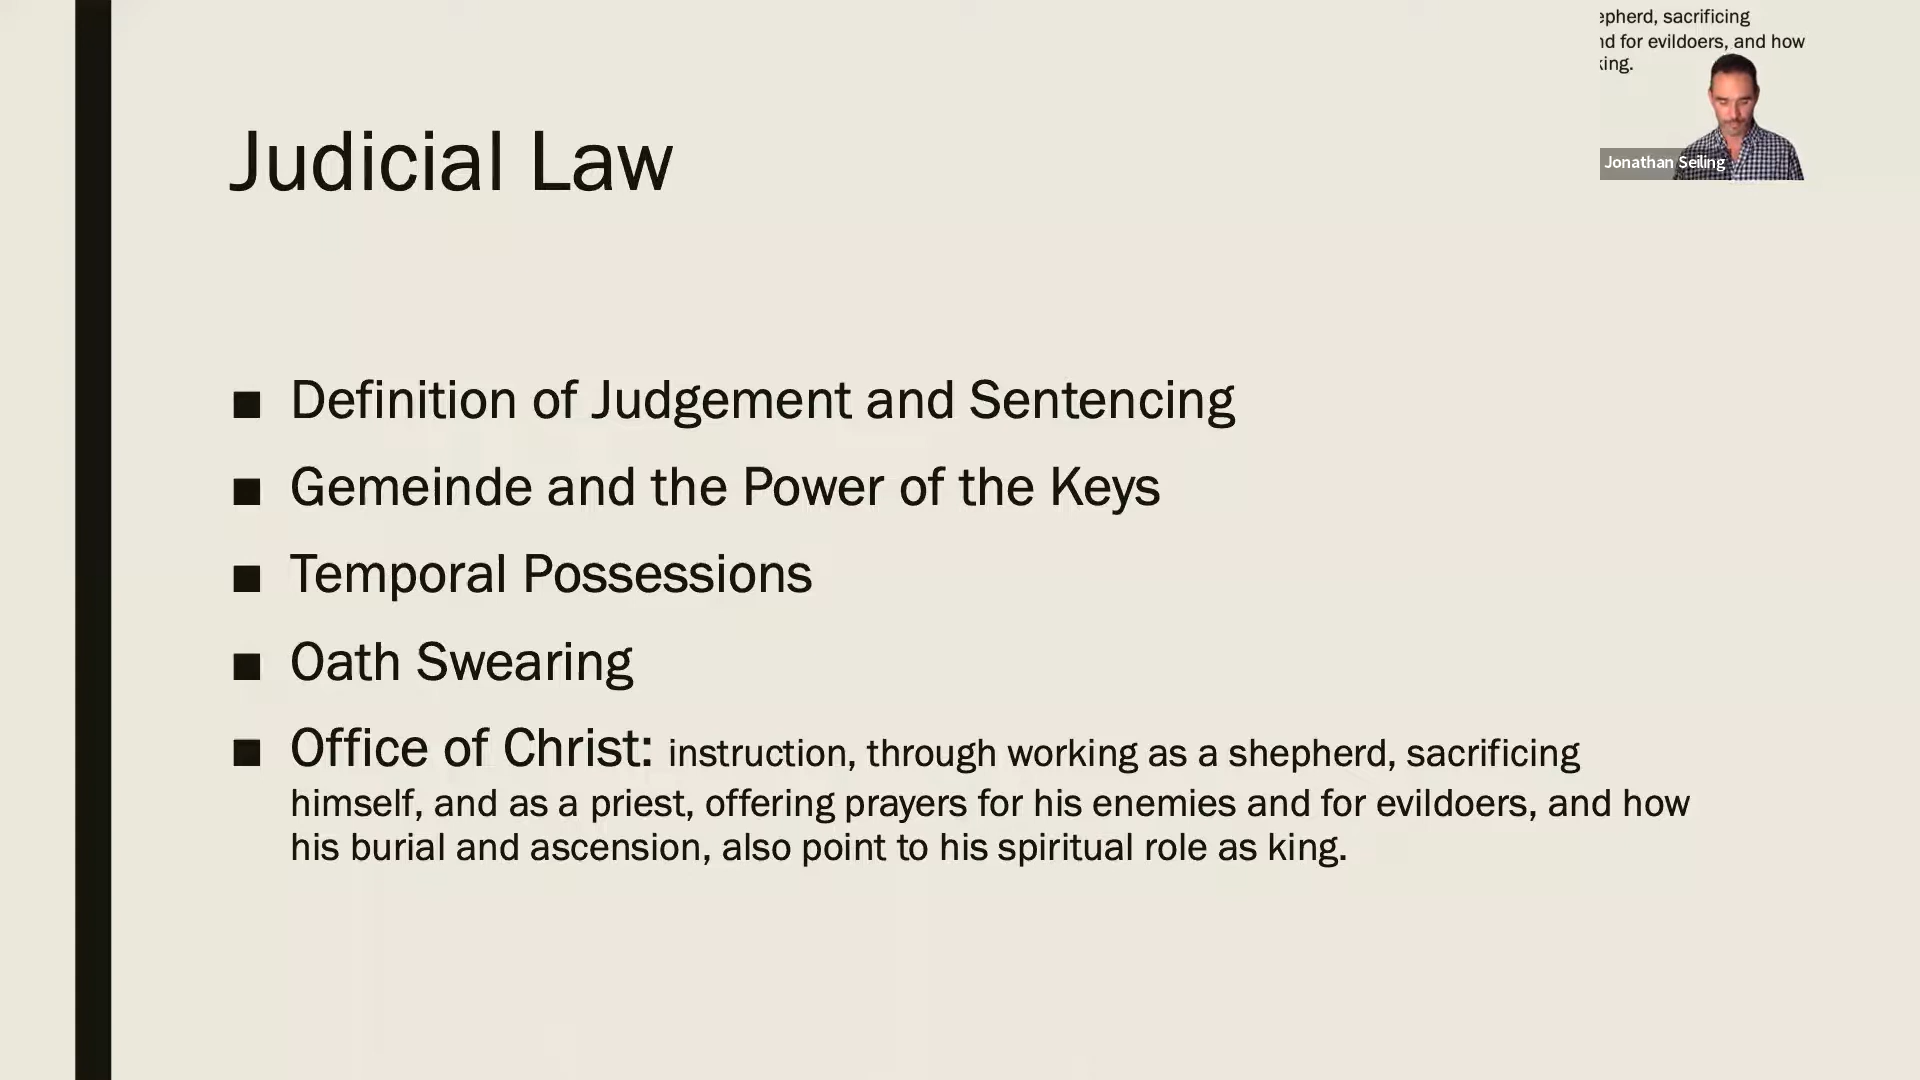 epherd, sacrificing
nd for evildoers, and how
king.
Jonathan Seiling
Judicial Law
■ Definition of Judgement and Sentencing
■ Gemeinde and the Power of the Keys
■ Temporal Possessions
■ Oath Swearing
■ Office of Christ: instruction, through working as a shepherd, sacrificing
himself, and as a priest, offering prayers for his enemies and for evildoers, and how
his burial and ascension, also point to his spiritual role as king.